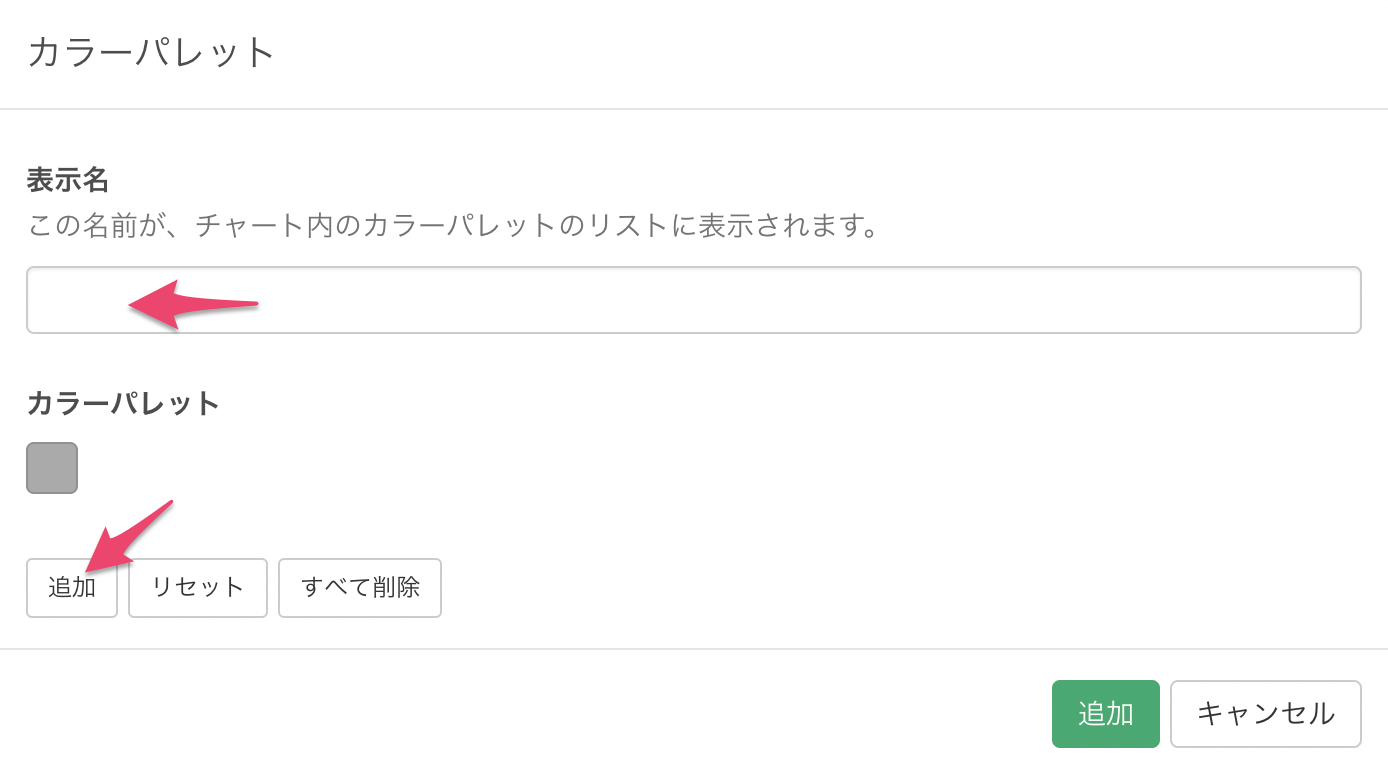 カラーパレット
表示名
この名前が、チャート内のカラーパレットのリストに表示されます。
カラーパレット
追加 リセット すべて削除
追加 キャンセル